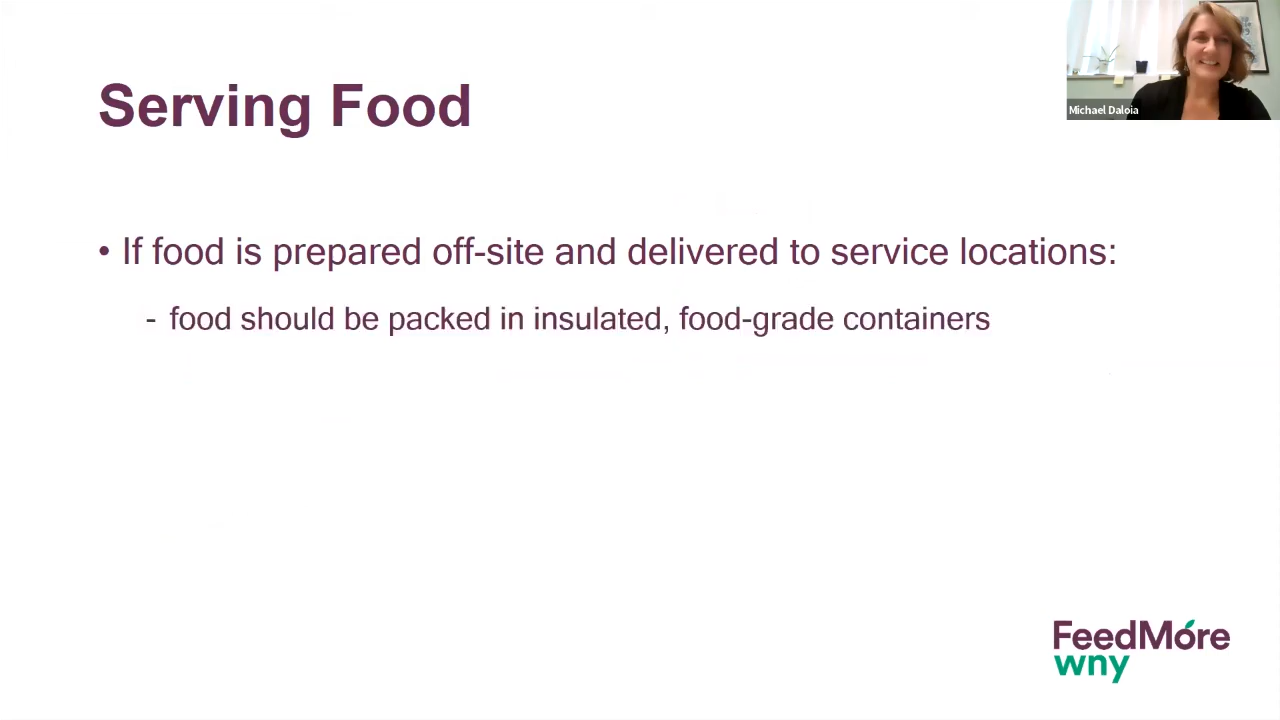 Serving Food
Michael Daloia
• If food is prepared off-site and delivered to service locations:
- food should be packed in insulated, food-grade containers
FeedMore
wny